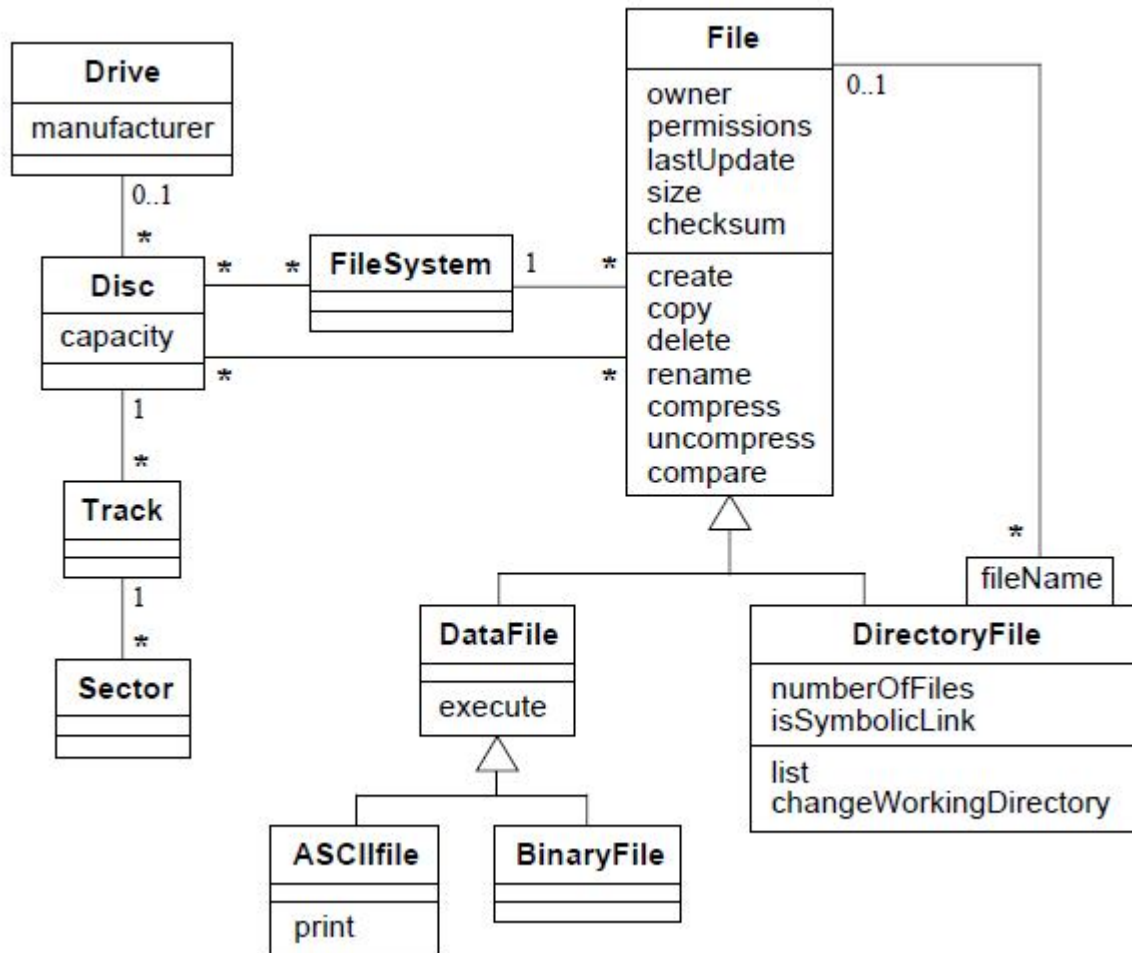 File
0..1
owner
permissions
lastUpdate
size
checksum
create
copy
delete
rename
compress
uncompress
compare
Drive
manufacturer
0..1
*
Disc
capacity
* *
FileSystem
1 *
* *
1
*
Track
1
*
Sector
*
fileName
DirectoryFile
numberOfFiles
isSymbolicLink
list
changeWorkingDirectory
DataFile
execute
ASCIIfile
print
BinaryFile